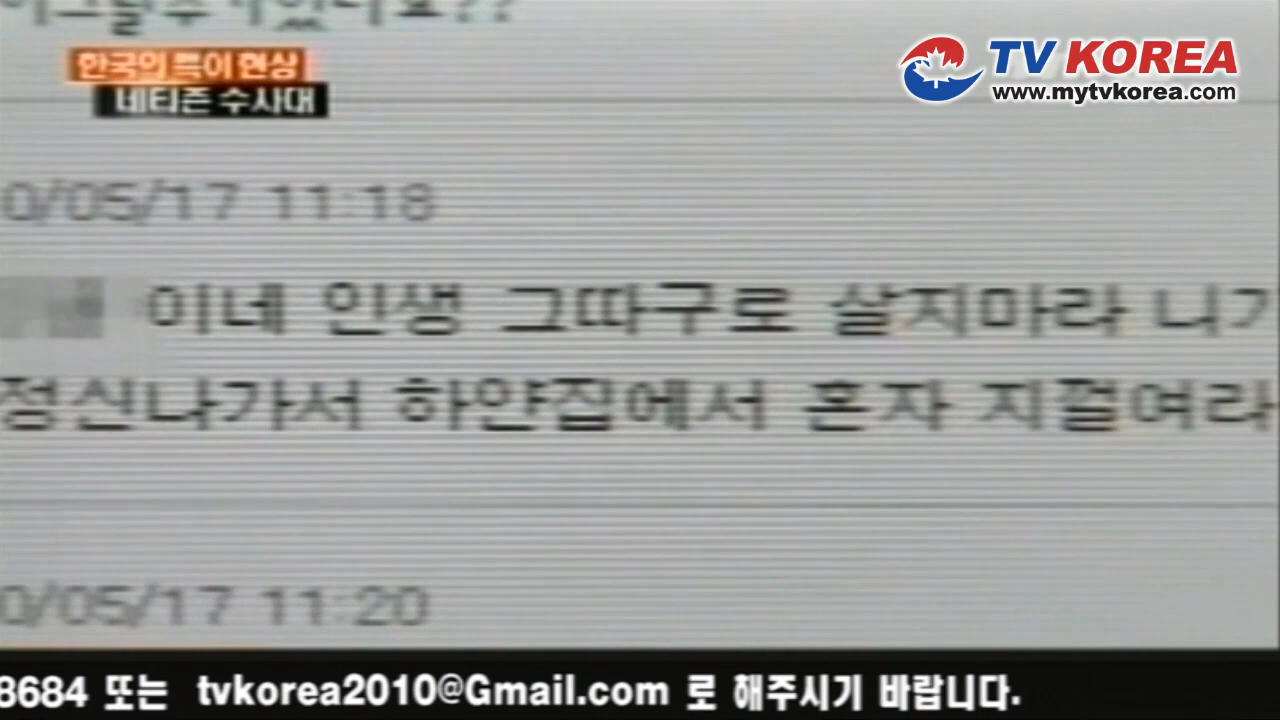 한국의 특이 현상
네티즌 수사대
TV KOREA
www.mytvkorea.com
0/05/17 11:18
이네 인생 그따구로 살지마라 니가
정신나가서 하얀집에서 혼자 지껄여라
0/05/17 11:20
8684 또는 tvkorea2010@Gmail.com 로 해주시기 바랍니다.